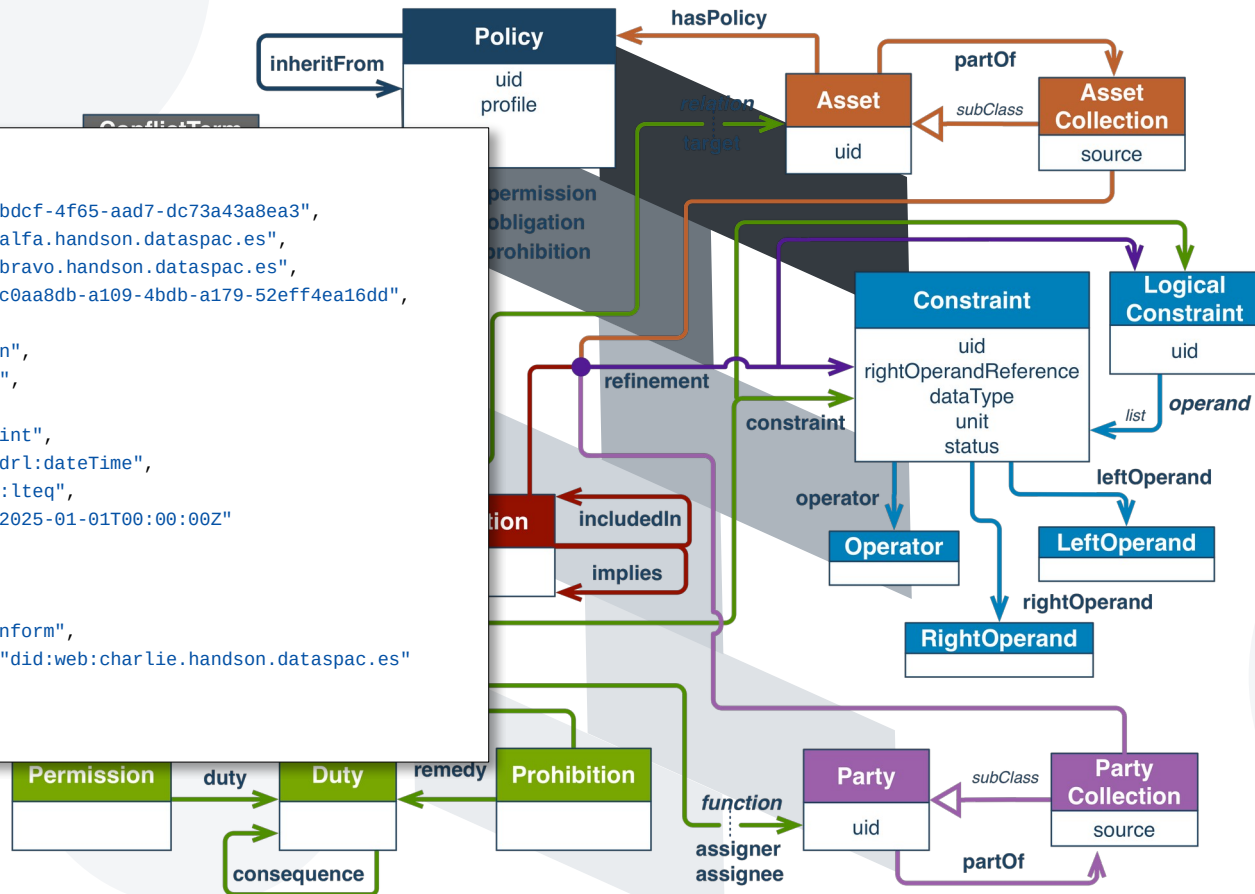 hasPolicy
Policy
inheritFrom
uid
profile
partOf
Asset
uid
subClass
Asset
Collection
source
ConflictTerm
relation
target
permission
obligation
prohibition
bdcf-4f65-aad7-dc73a43a8ea3",
alfa.handson.dataspac.es",
bravo.handson.dataspac.es",
c0aa8db-a109-4bdb-a179-52eff4ea16dd",
n",
",
int",
drl:dateTime",
:lteq",
2025-01-01T00:00:00Z"
nform",
"did:web:charlie.handson.dataspac.es"
Constraint
uid
rightOperandReference
dataType
unit
status
Logical
Constraint
uid
operand
list
refinement
constraint
operator
leftOperand
Operator
LeftOperand
rightOperand
RightOperand
tion
includedIn
implies
Permission
duty
Duty
remedy
Prohibition
consequence
function
assigner
assignee
Party
uid
subClass
Party
Collection
source
partOf